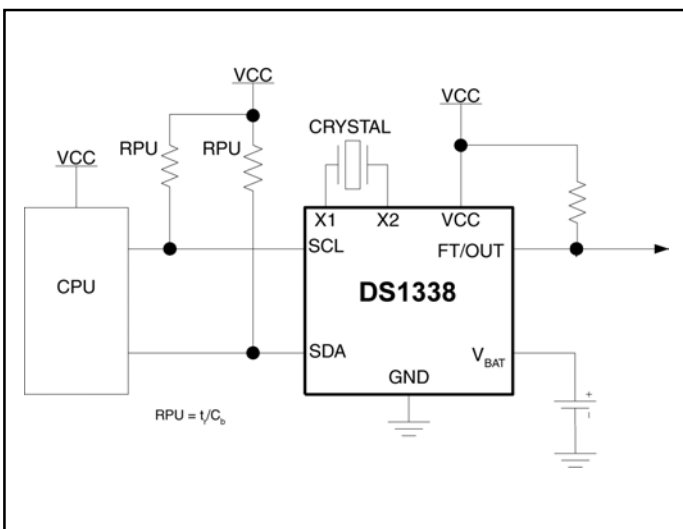 VCC
VCC
CRYSTAL
VCC
RPU
RPU
X1
X2
VCC
SCL
FT/OUT
CPU
DS1338
SDA
VBAT
GND
+
–
RPU = tr/Cb